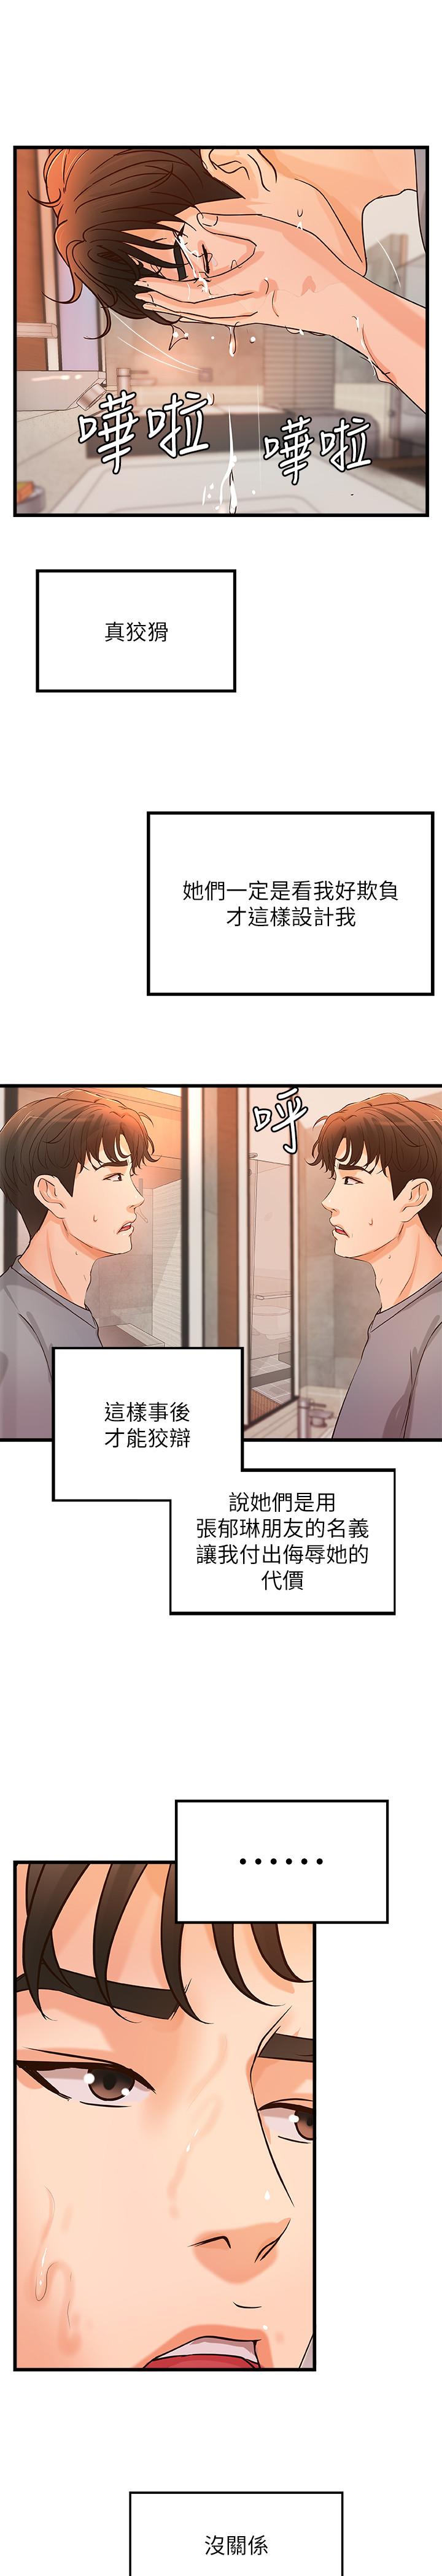 嘩啦
嘩啦
真狡猾
她們一定是看我好欺負
才這樣設計我
呼
這樣事後
才能狡辯
說她們是用
張郁琳朋友的名義
讓我付出侮辱她的
代價
••••••
沒關係